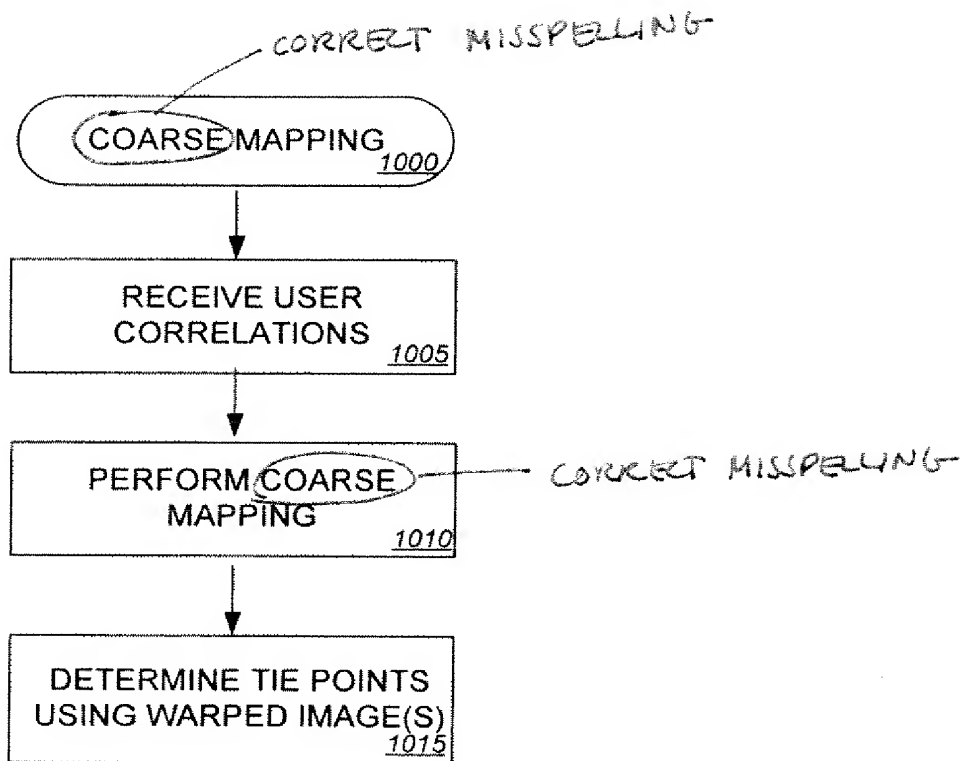 CORRECT MISSPELLING
COARSE MAPPING
1000
RECEIVE USER
CORRELATIONS
1005
PERFORM COARSE
MAPPING
CORRECT MISSPELLING
1010
DETERMINE TIE POINTS
USING WARPED IMAGE(S)
1015